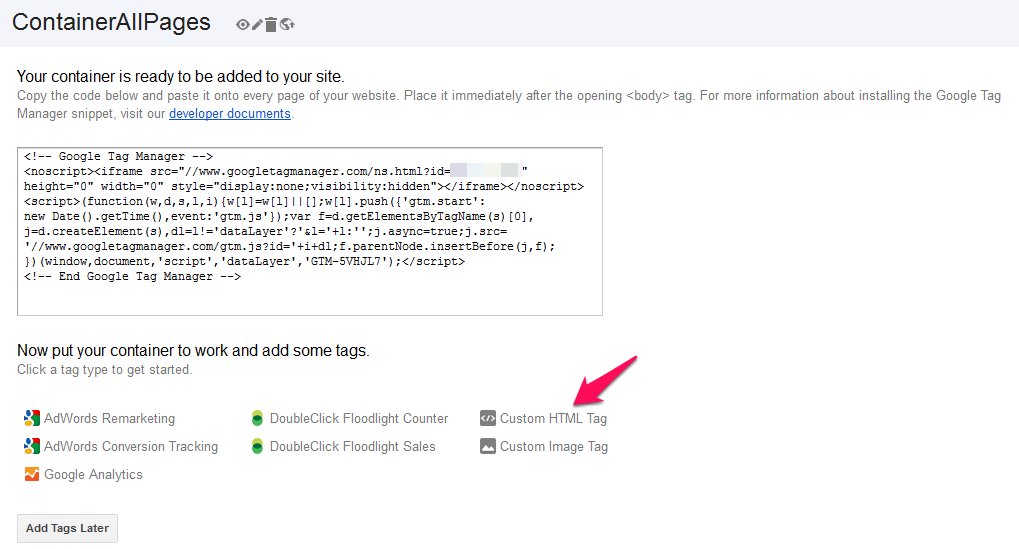 ContainerAllPages
Your container is ready to be added to your site.
Copy the code below and paste it onto every page of your website. Place it immediately after the opening <body> tag. For more information about installing the Google Tag
Manager snippet, visit our developer documents.
<!-- Google Tag Manager -->
<noscript><iframe src="//www.googletagmanager.com/ns.html?id="
height="0" width="0" style="display:none;visibility:hidden"></iframe></noscript>
<script>(function(w,d,s,l,i){w[l]=w[l]||[];w[l].push({'gtm.start':
new Date().getTime(),event:'gtm.js'});var f=d.getElementsByTagName(s)[0],
j=d.createElement(s),dl=l!='dataLayer'?'&l='+l:'';j.async=true;j.src=
'//www.googletagmanager.com/gtm.js?id='+i+dl;f.parentNode.insertBefore(j,f);
})(window,document,'script','dataLayer','GTM-5VHJL7');</script>
<!-- End Google Tag Manager -->
Now put your container to work and add some tags.
Click a tag type to get started.
AdWords Remarketing
DoubleClick Floodlight Counter
Custom HTML Tag
AdWords Conversion Tracking
DoubleClick Floodlight Sales
Custom Image Tag
Google Analytics
Add Tags Later